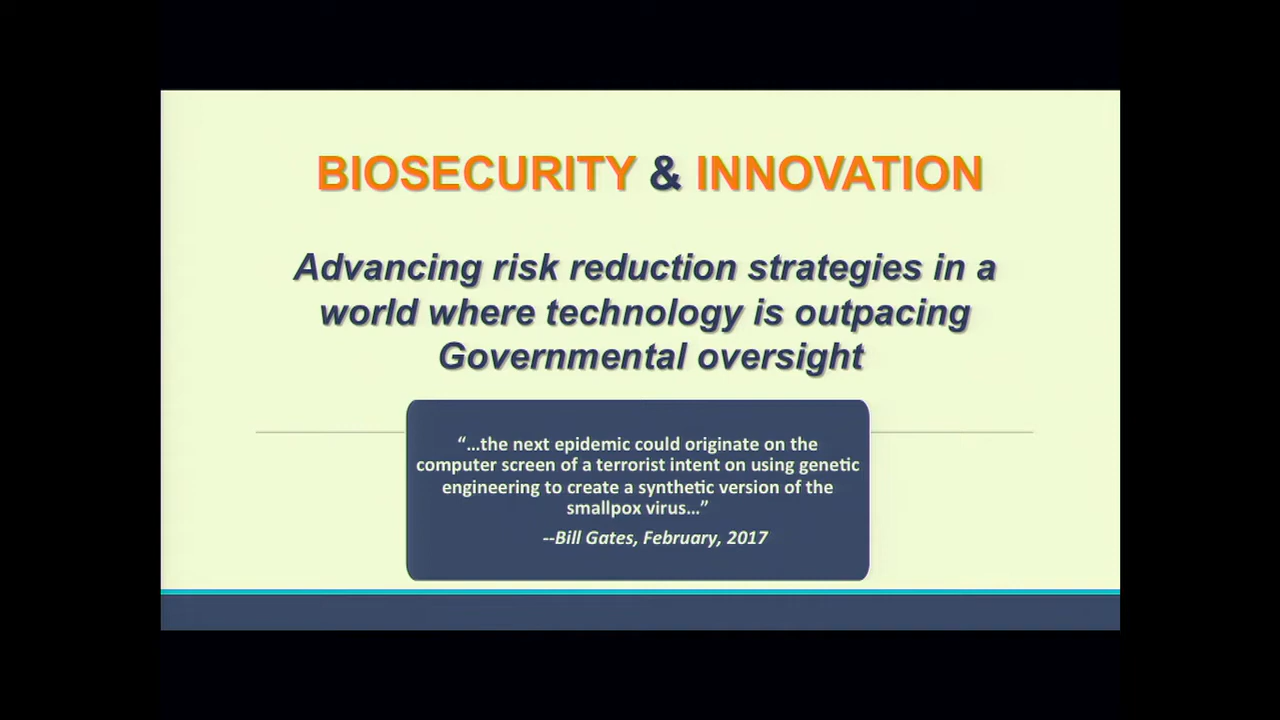 BIOSECURITY & INNOVATION
Advancing risk reduction strategies in a
world where technology is outpacing
Governmental oversight
“…the next epidemic could originate on the
computer screen of a terrorist intent on using genetic
engineering to create a synthetic version of the
smallpox virus…”
--Bill Gates, February, 2017